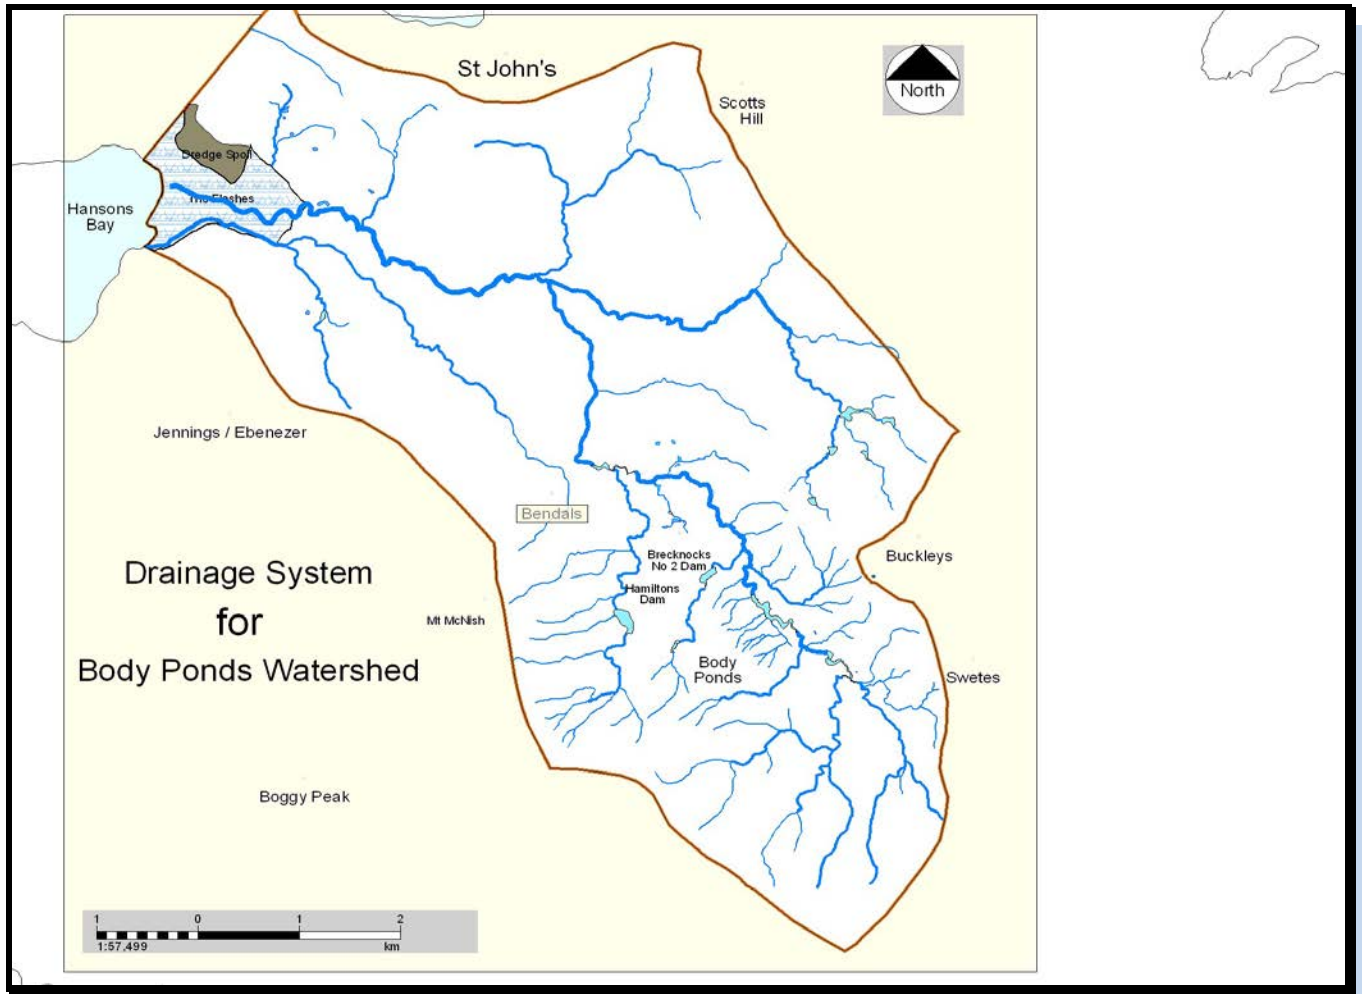 St John's
North
Scotts
Hill
Dredge Spoil
The Flashes
Hansons
Bay
Jennings / Ebenezer
Bendals
Brecknocks
No 2 Dam
Buckleys
Hamiltons
Dam
Drainage System
for
Body Ponds Watershed
Mt McNish
Body
Ponds
Swetes
Boggy Peak
1 0 1 2
1:57,499 km